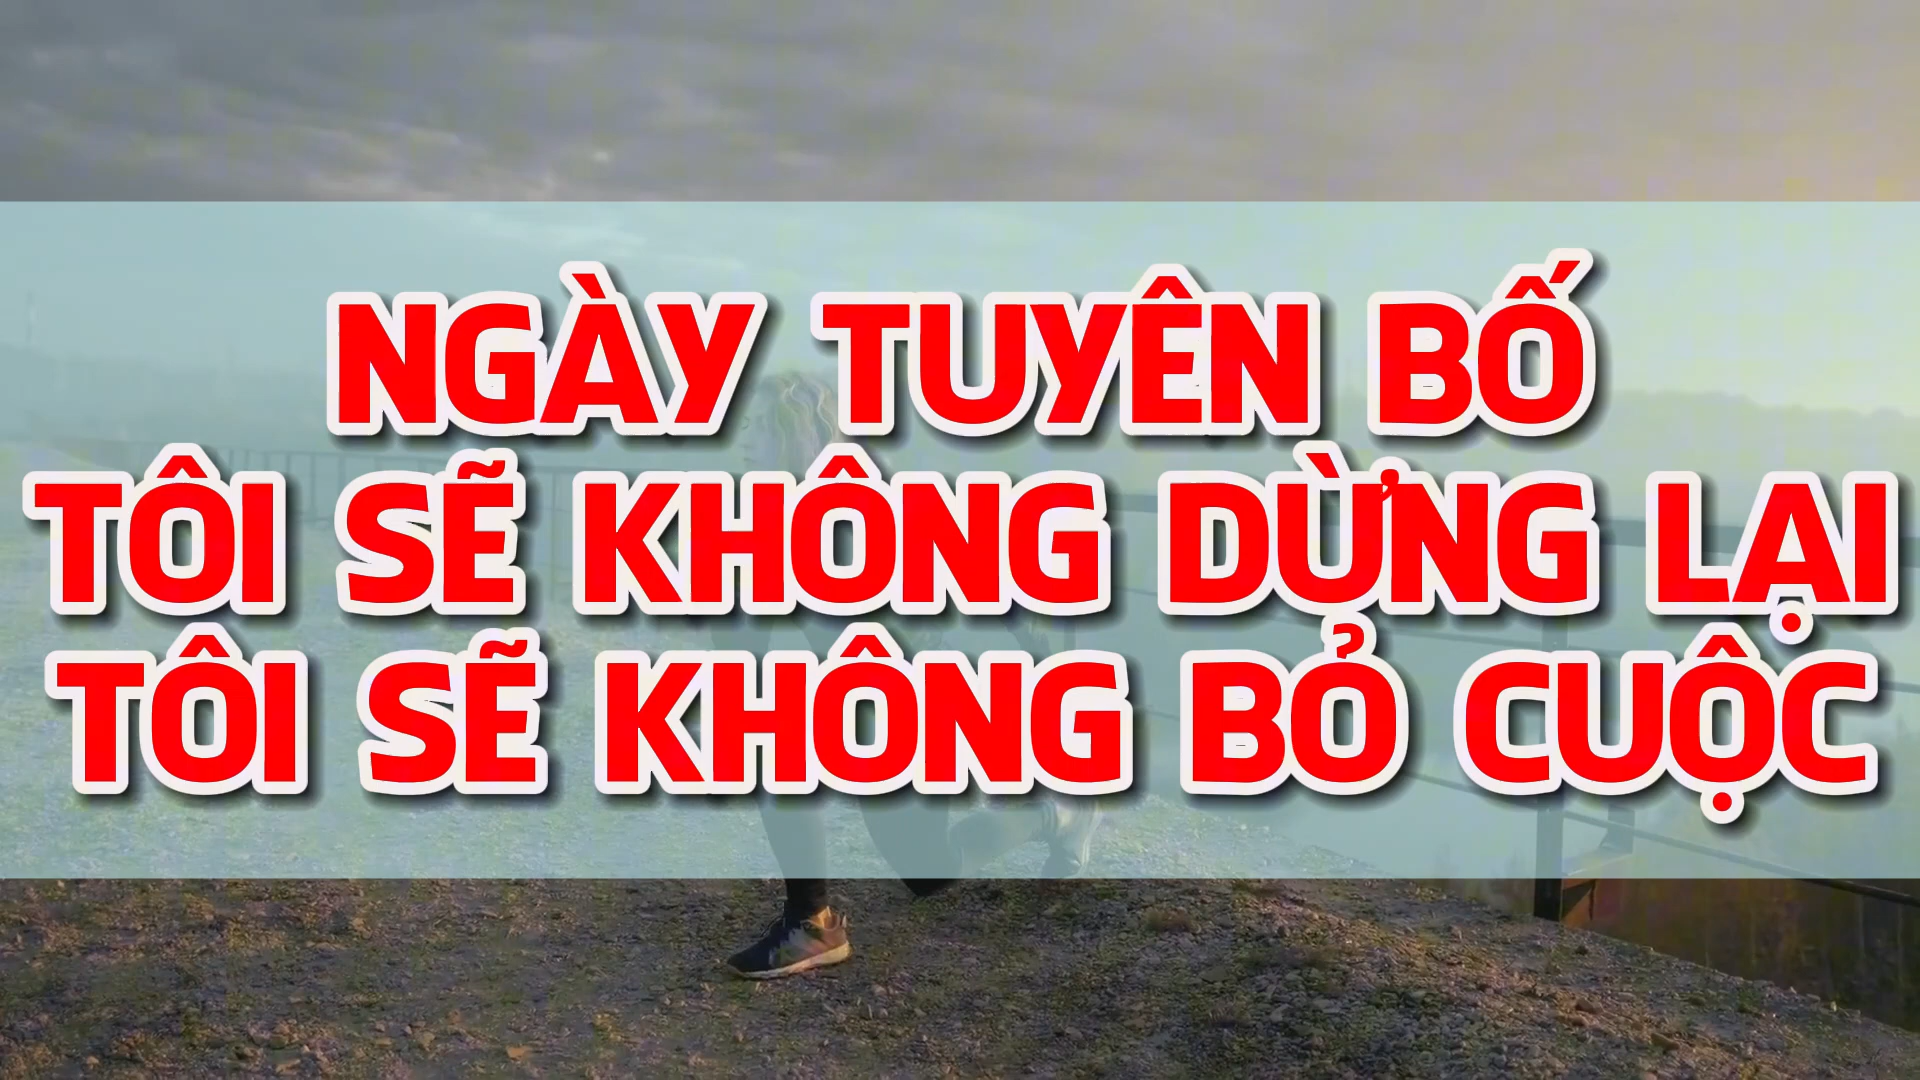 NGÀY TUYÊN BỐ
TÔI SẼ KHÔNG DỪNG LẠI
TÔI SẼ KHÔNG BỎ CUỘC